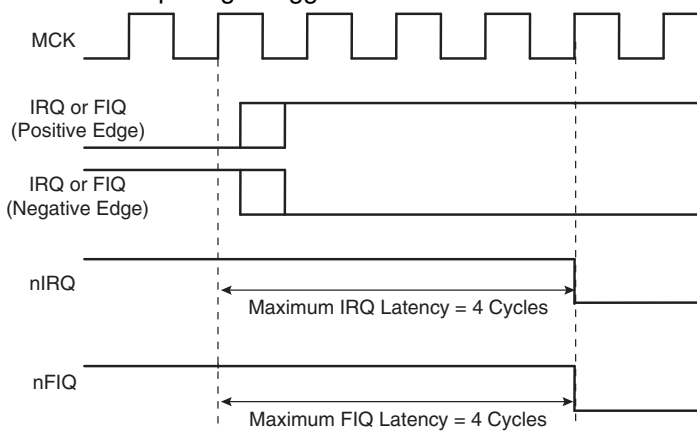 MCK
IRQ or FIQ
(Positive Edge)
IRQ or FIQ
(Negative Edge)
nIRQ
Maximum IRQ Latency = 4 Cycles
nFIQ
Maximum FIQ Latency = 4 Cycles